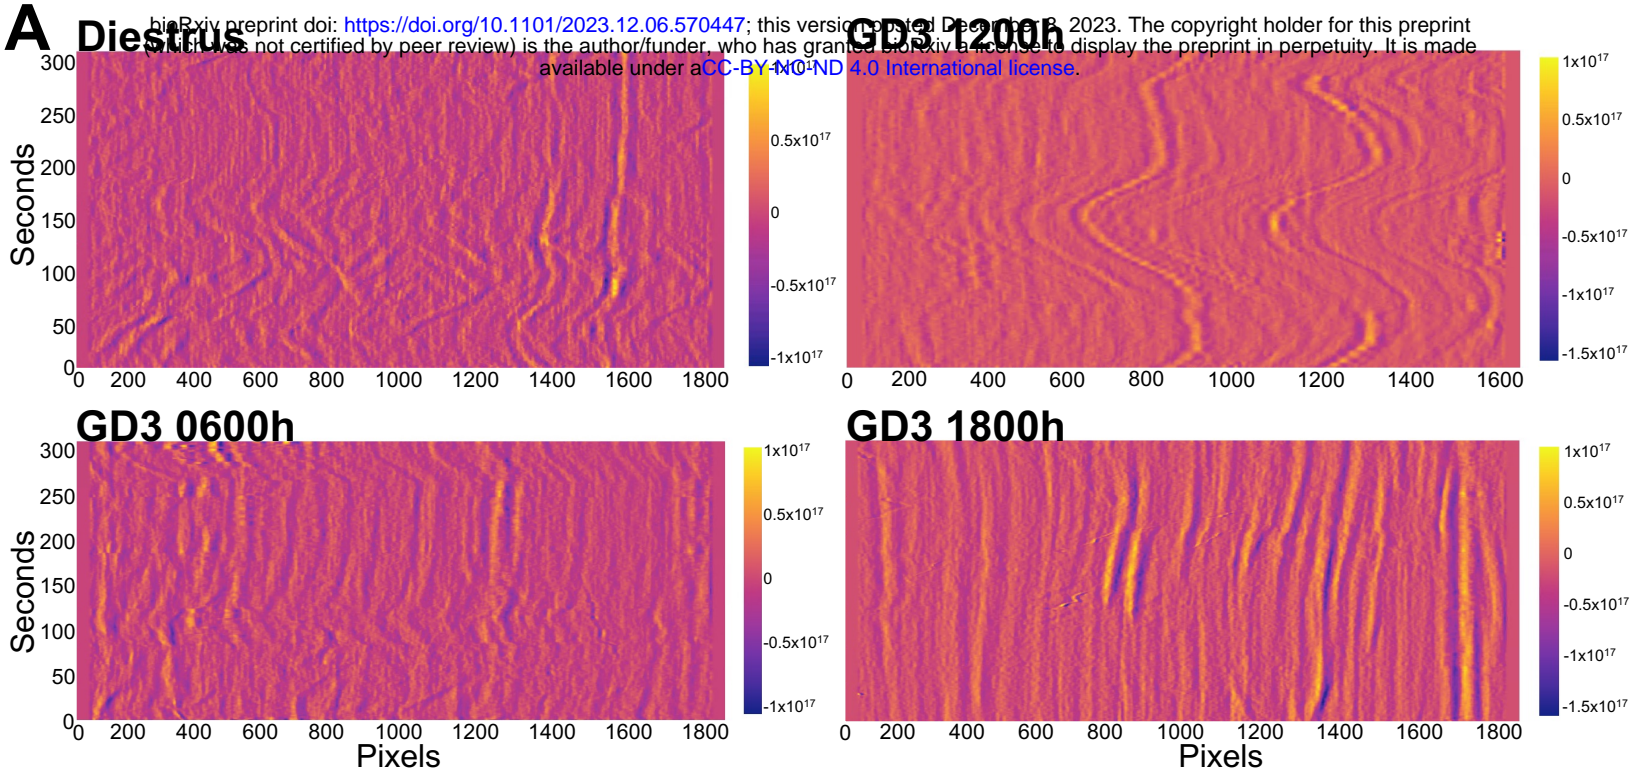 A
Diestrus
GD3 1200h
bioRxiv preprint doi: https://doi.org/10.1101/2023.12.06.570447; this version posted December 8, 2023. The copyright holder for this preprint
(which was not certified by peer review) is the author/funder, who has granted bioRxiv a license to display the preprint in perpetuity. It is made
available under aCC-BY-NC-ND 4.0 International license.
Seconds
300
250
200
150
100
50
0
0 200 400 600 800 1000 1200 1400 1600 1800
1x10¹⁷
0.5x10¹⁷
0
-0.5x10¹⁷
-1x10¹⁷
0 200 400 600 800 1000 1200 1400 1600
1x10¹⁷
0.5x10¹⁷
0
-0.5x10¹⁷
-1x10¹⁷
-1.5x10¹⁷
GD3 0600h
Seconds
300
250
200
150
100
50
0
0 200 400 600 800 1000 1200 1400 1600 1800
Pixels
1x10¹⁷
0.5x10¹⁷
0
-0.5x10¹⁷
-1x10¹⁷
GD3 1800h
0 200 400 600 800 1000 1200 1400 1600 1800
Pixels
1x10¹⁷
0.5x10¹⁷
0
-0.5x10¹⁷
-1x10¹⁷
-1.5x10¹⁷